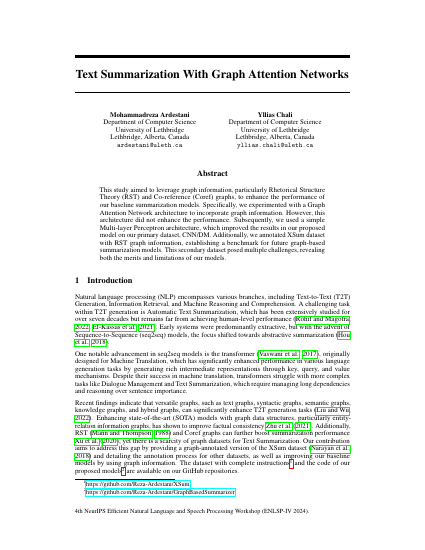 Text Summarization With Graph Attention Networks
Mohammadreza Ardestani
Department of Computer Science
University of Lethbridge
Lethbridge, Alberta, Canada
ardestani@uleth.ca
Yllias Chali
Department of Computer Science
University of Lethbridge
Lethbridge, Alberta, Canada
yllias.chali@uleth.ca
Abstract
This study aimed to leverage graph information, particularly Rhetorical Structure
Theory (RST) and Co-reference (Coref) graphs, to enhance the performance of
our baseline summarization models. Specifically, we experimented with a Graph
Attention Network architecture to incorporate graph information. However, this
architecture did not enhance the performance. Subsequently, we used a simple
Multi-layer Perceptron architecture, which improved the results in our proposed
model on our primary dataset, CNN/DM. Additionally, we annotated XSum dataset
with RST graph information, establishing a benchmark for future graph-based
summarization models. This secondary dataset posed multiple challenges, revealing
both the merits and limitations of our models.
1 Introduction
Natural language processing (NLP) encompasses various branches, including Text-to-Text (T2T)
Generation, Information Retrieval, and Machine Reasoning and Comprehension. A challenging task
within T2T generation is Automatic Text Summarization, which has been extensively studied for
over seven decades but remains far from achieving human-level performance (Rohil and Magotra,
2022, El-Kassas et al., 2021). Early systems were predominantly extractive, but with the advent of
Sequence-to-Sequence (seq2seq) models, the focus shifted towards abstractive summarization (Hou
et al., 2018).
One notable advancement in seq2seq models is the transformer (Vaswani et al., 2017), originally
designed for Machine Translation, which has shown significant improvements in various language
generation tasks by generating rich intermediate representations through key, query, and value
mechanisms. Despite their success in machine translation, transformers struggle with more complex
tasks like Dialogue Management and Text Summarization, which require managing long dependencies
and reasoning over sentence importance.
Recent findings indicate that versatile graphs, such as text graphs, syntactic graphs, semantic graphs,
knowledge graphs, and hybrid graphs, can significantly enhance T2T generation tasks (Liu and Wu,
2022). Enhancing state-of-the-art (SOTA) models with graph data structures, particularly entity-
relation information graphs, has shown to improve factual consistency Zhu et al. (2021). Additionally,
RST (Mann and Thompson, 1988) and Coref graphs can further boost summarization performance
Xu et al. (2020), yet there is a scarcity of graph datasets for Text Summarization. Our contribution
aims to address this gap by providing a graph-annotated version of the XSum dataset (Narayan et al.,
2018) and detailing the annotation process for other datasets, as well as improving our baseline
models by using graph information. The dataset with complete instructions1 and the code of our
proposed models2 are available on our GitHub repositories.
1https://github.com/Reza-Ardestani/XSum
2https://github.com/Reza-Ardestani/GraphBasedSummarizer
4th NeurIPS Efficient Natural Language and Speech Processing Workshop (ENLSP-IV 2024).